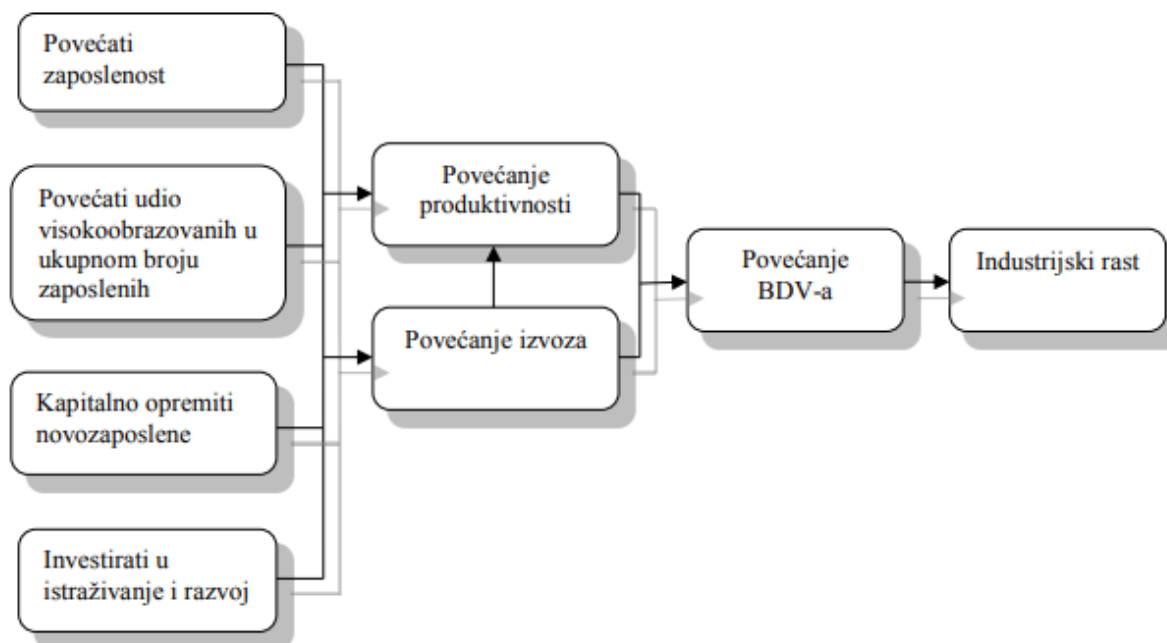 Povećati
zaposlenost
Povećati udio
visokoobrazovanih u
ukupnom broju
zaposlenih
Kapitalno opremiti
novozaposlene
Investirati u
istraživanje i razvoj
Povećanje
produktivnosti
Povećanje izvoza
Povećanje
BDV-a
Industrijski rast